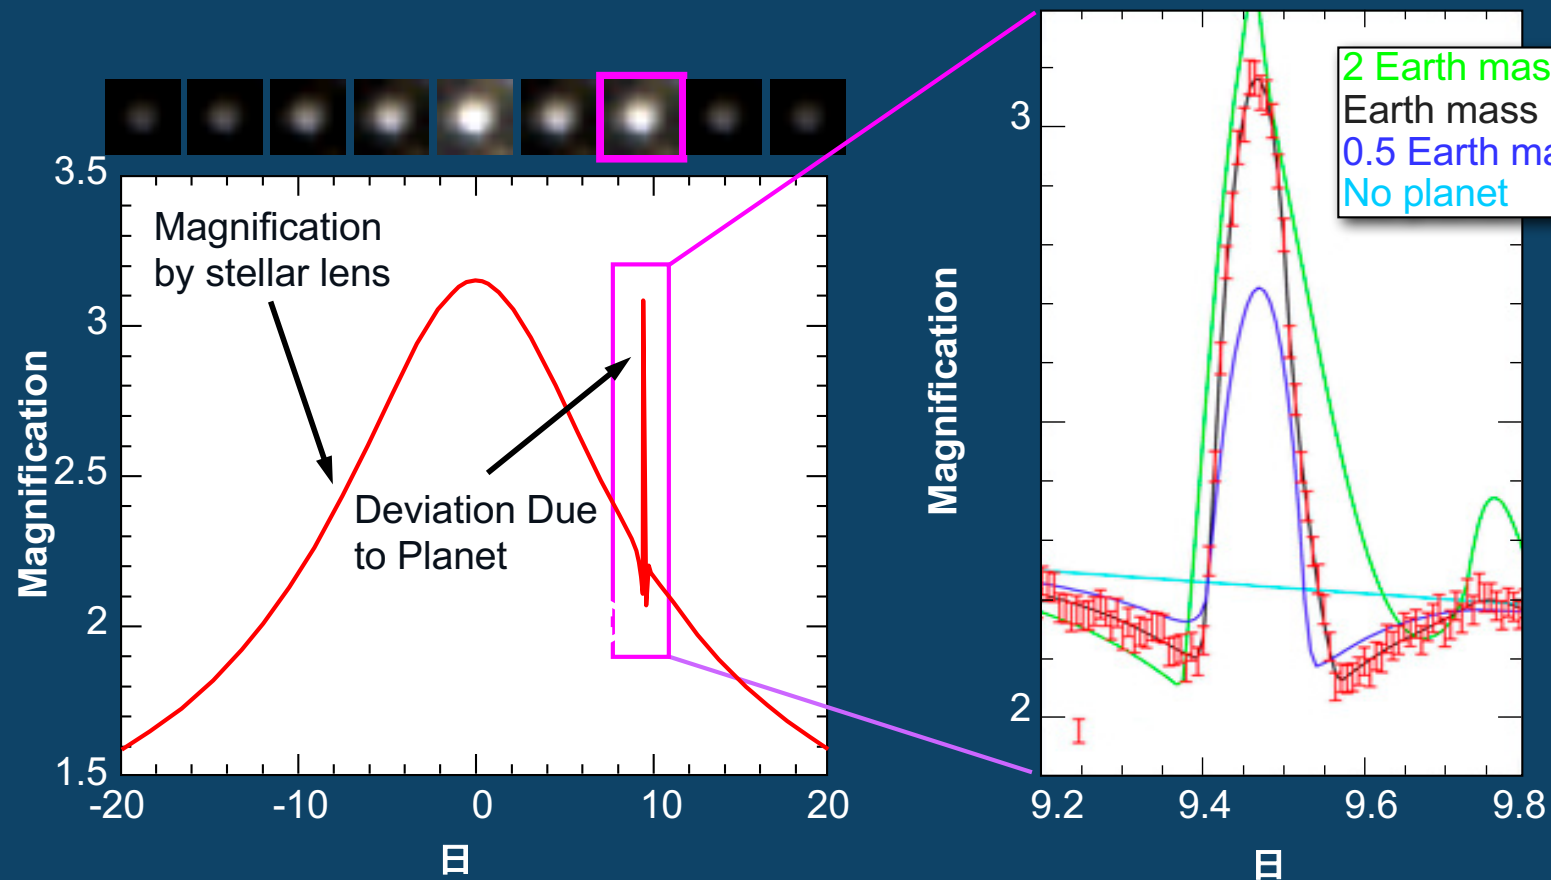 3.5
3
2.5
2
1.5
-20
-10
0
10
20
Magnification
日
Magnification
by stellar lens
Deviation Due
to Planet
3
2
9.2
9.4
9.6
9.8
Magnification
日
2 Earth mas
Earth mass
0.5 Earth ma
No planet